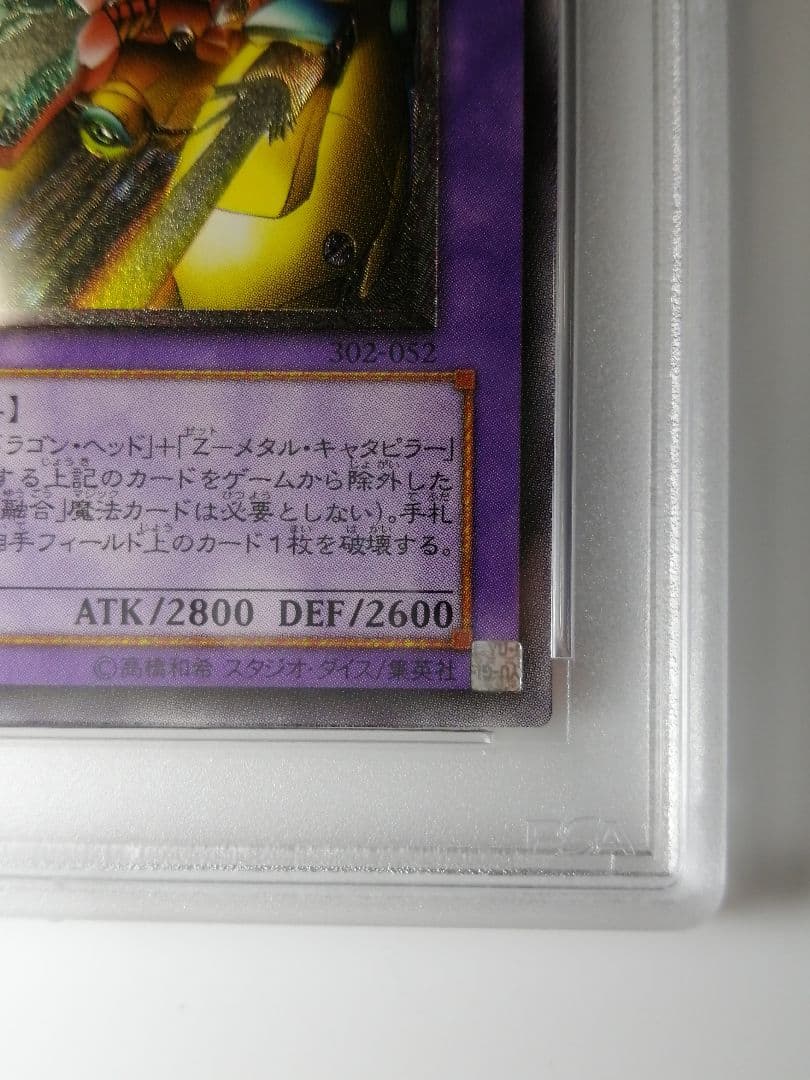 302-052
ト】
ドラゴン・ヘッド」+「Z－メタル・キャタピラー」
する上記のカードをゲームから除外した
融合」魔法カードは必要としない)。手札
相手フィールド上のカード1枚を破壊する。
ATK/2800 DEF/2600
©高橋和希 スタジオ・ダイス/集英社
PSA